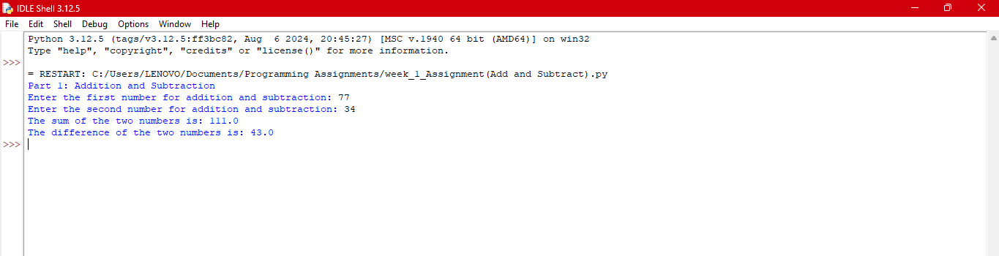 IDLE Shell 3.12.5
File Edit Shell Debug Options Window Help
Python 3.12.5 (tags/v3.12.5:ff3bc82, Aug  6 2024, 20:45:27) [MSC v.1940 64 bit (AMD64)] on win32
Type "help", "copyright", "credits" or "license()" for more information.
>>>
= RESTART: C:/Users/LENOVO/Documents/Programming Assignments/week_1_Assignment(Add and Subtract).py
Part 1: Addition and Subtraction
Enter the first number for addition and subtraction: 77
Enter the second number for addition and subtraction: 34
The sum of the two numbers is: 111.0
The difference of the two numbers is: 43.0
>>>